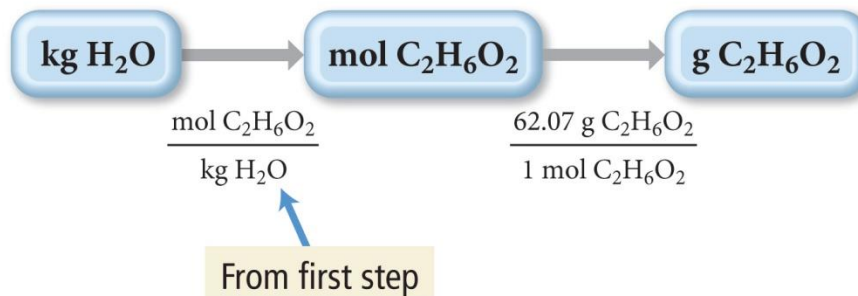 kg H₂O mol C₂H₆O₂ g C₂H₆O₂
mol C₂H₆O₂
kg H₂O
62.07 g C₂H₆O₂
1 mol C₂H₆O₂
From first step